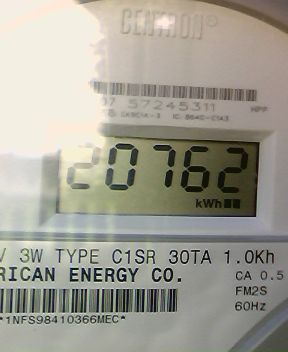 CENTRON®
57245311
20762
kWh
3W TYPE C1SR 30TA 1.0Kh
RICAN ENERGY CO.
CA 0.5
FM2S
60Hz
*1NFS98410366MEC*